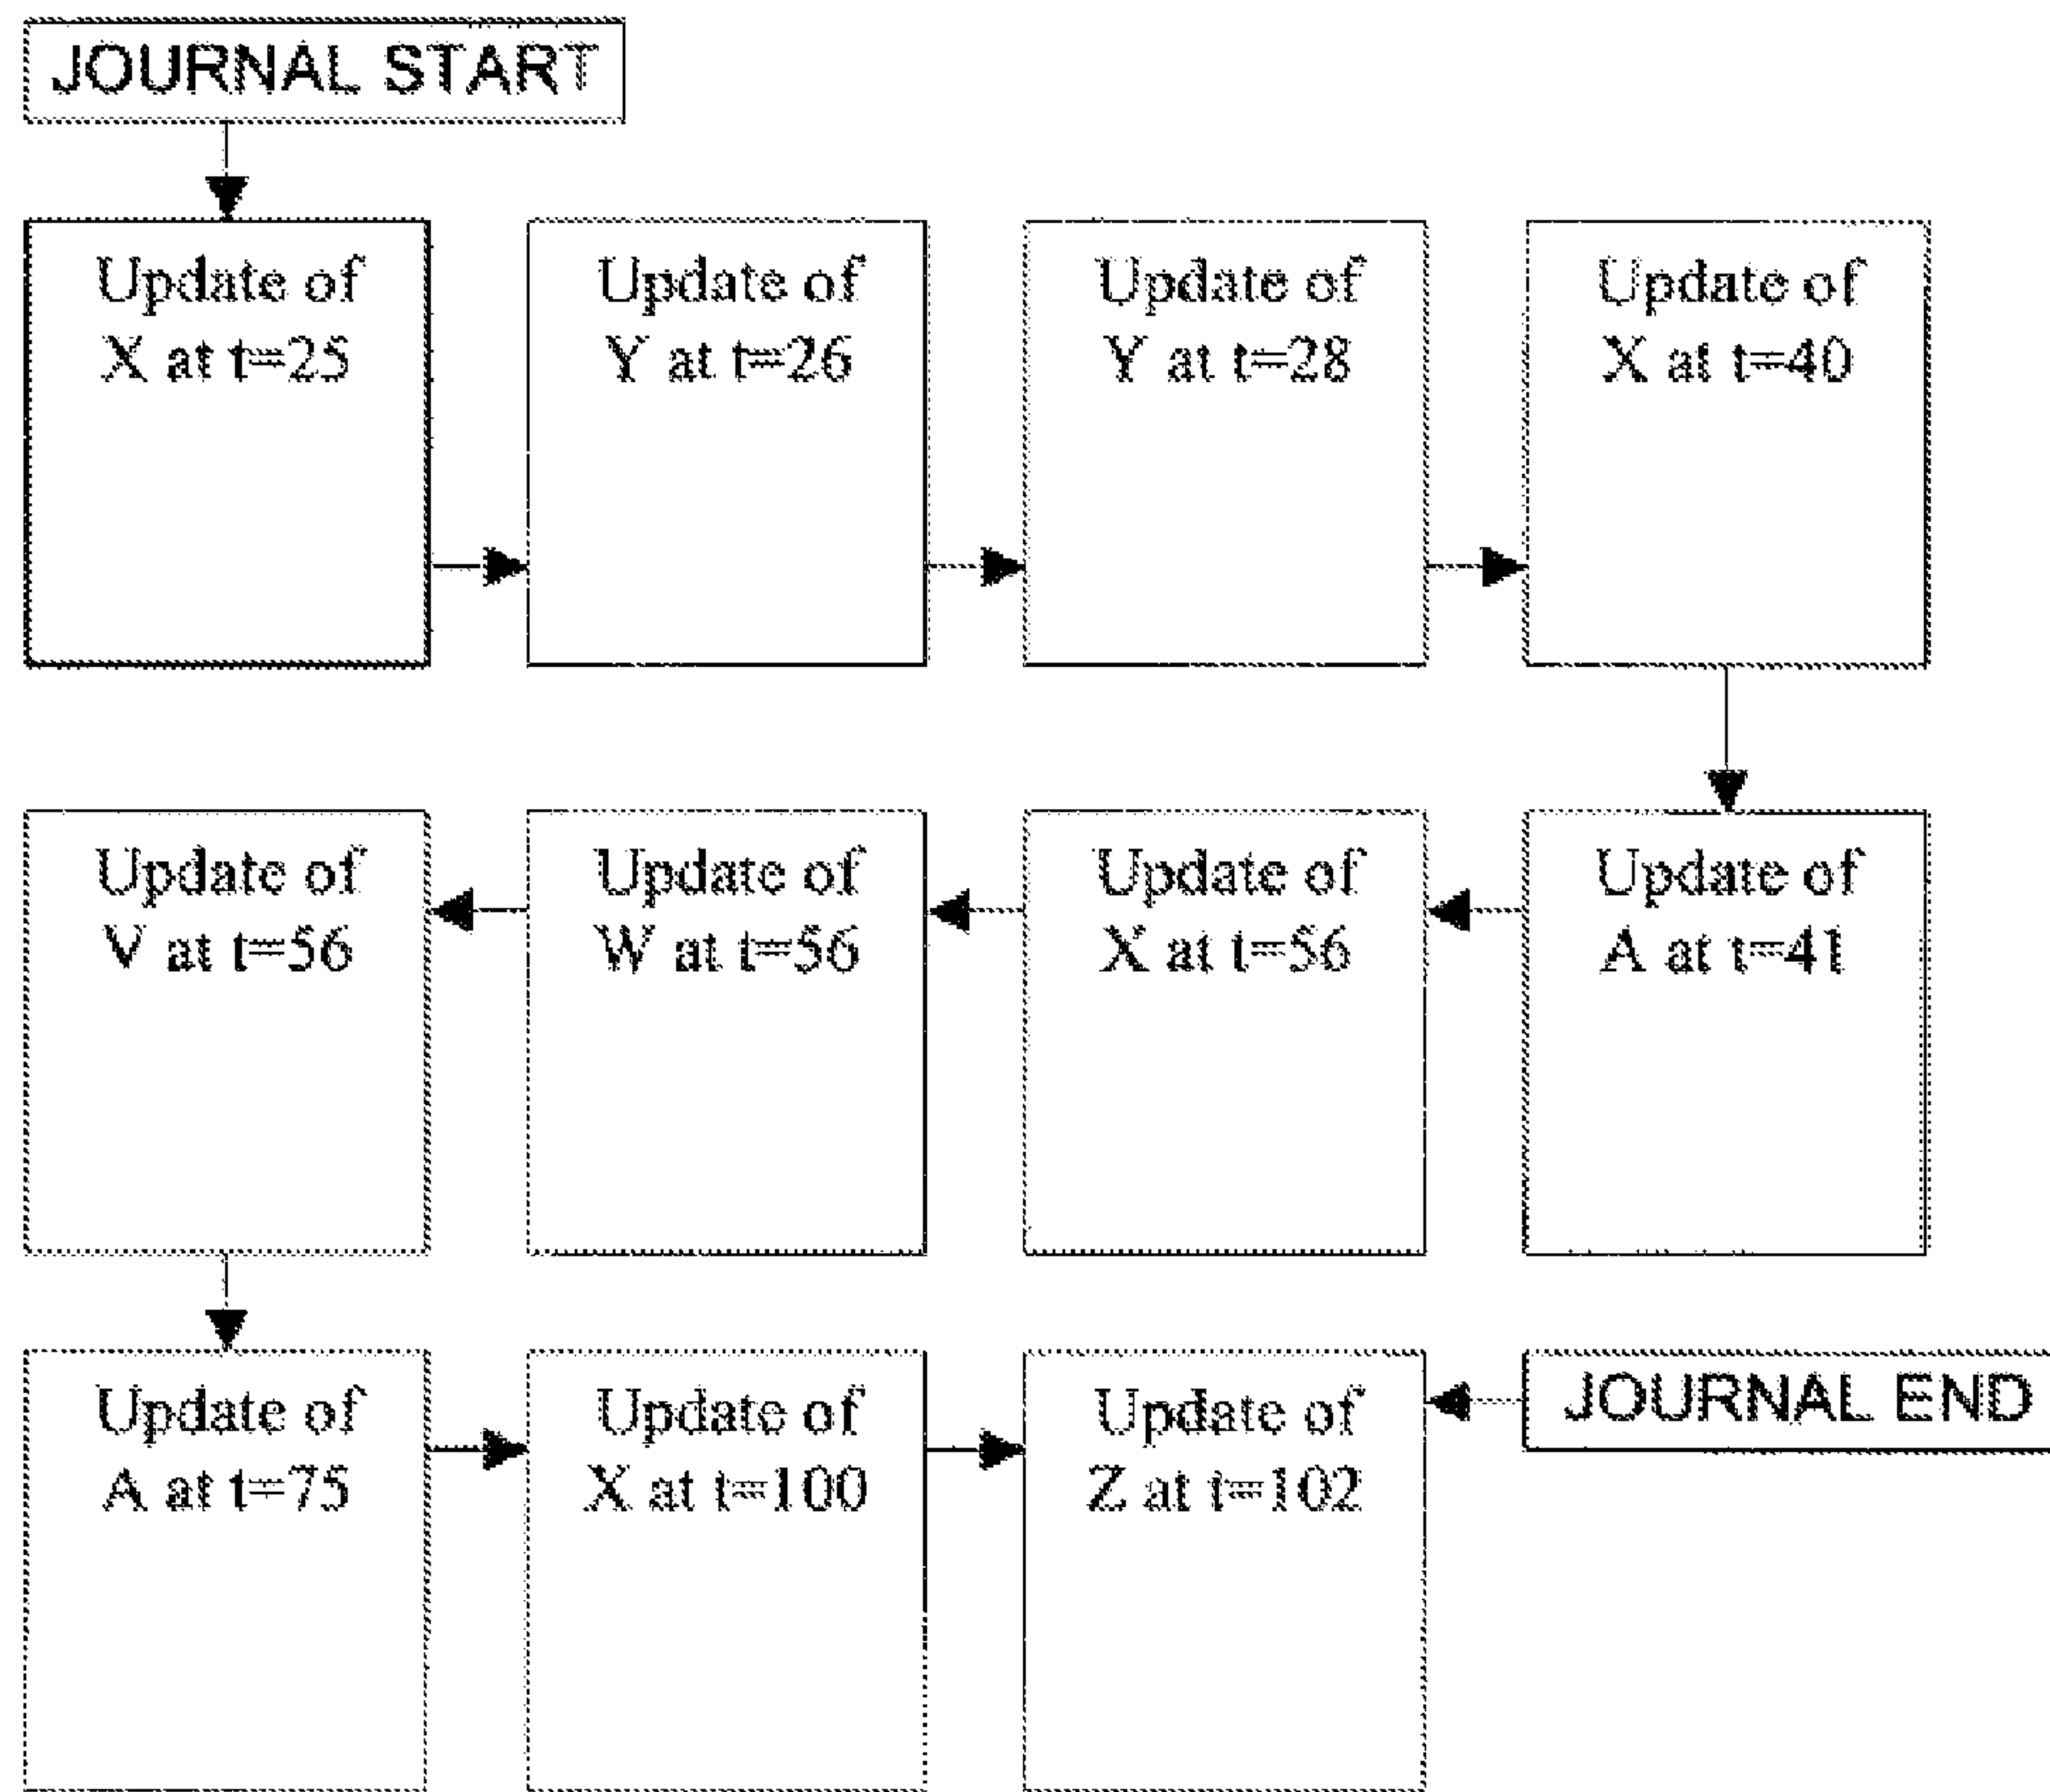 JOURNAL START
Update of
X at t=25
Update of
Y at t=26
Update of
Y at t=28
Update of
X at t=40
Update of
A at t=41
Update of
X at t=56
Update of
W at t=56
Update of
V at t=56
Update of
A at t=75
Update of
X at t=100
Update of
Z at t=102
JOURNAL END